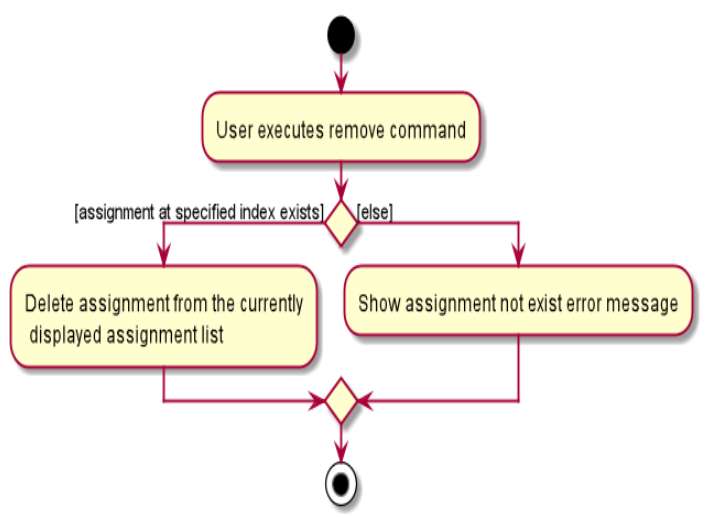 User executes remove command
[assignment at specified index exists]
[else]
Delete assignment from the currently
displayed assignment list
Show assignment not exist error message